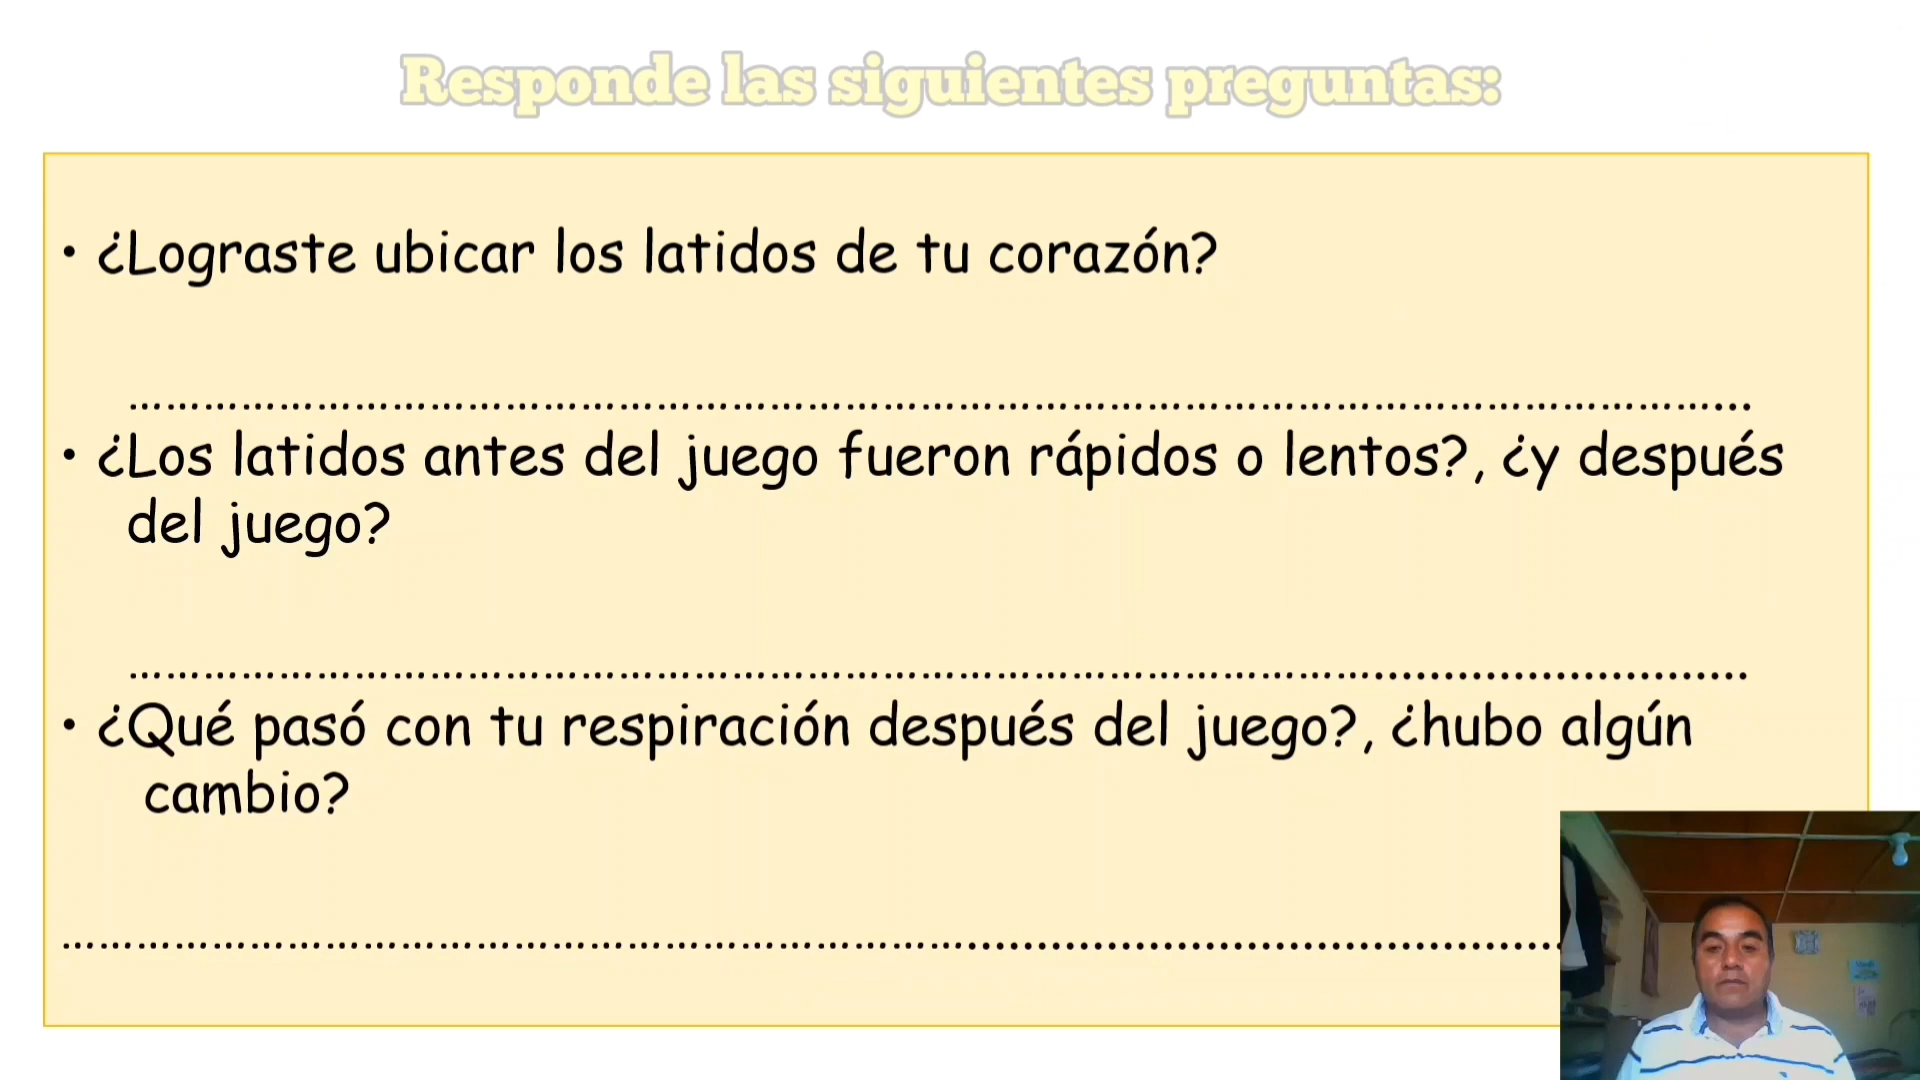 Responde las siguientes preguntas:
• ¿Lograste ubicar los latidos de tu corazón?
……………………………………………………………………………………………………………………...
• ¿Los latidos antes del juego fueron rápidos o lentos?, ¿y después
del juego?
……………………………………………………………………………………………...........................
• ¿Qué pasó con tu respiración después del juego?, ¿hubo algún
cambio?
………………………………………………………………………............................................